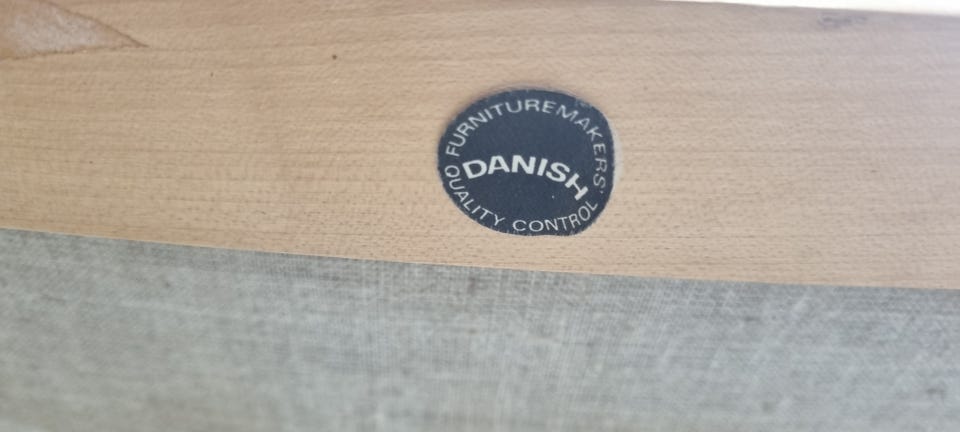 FURNITUREMAKERS'
DANISH
QUALITY CONTROL